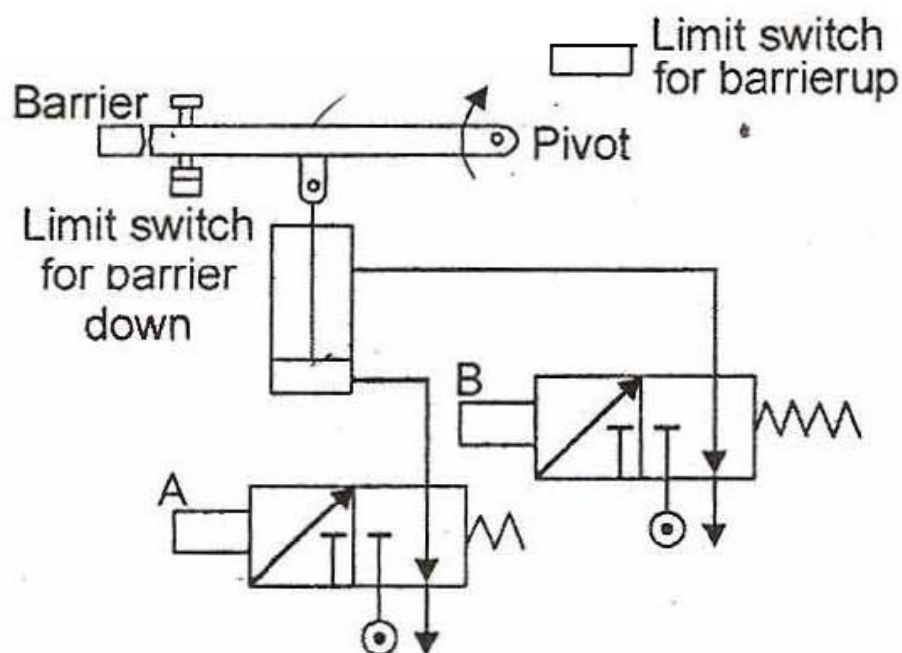 Limit switch
for barrierup
Barrier
Pivot
Limit switch
for barrier
down
B
A